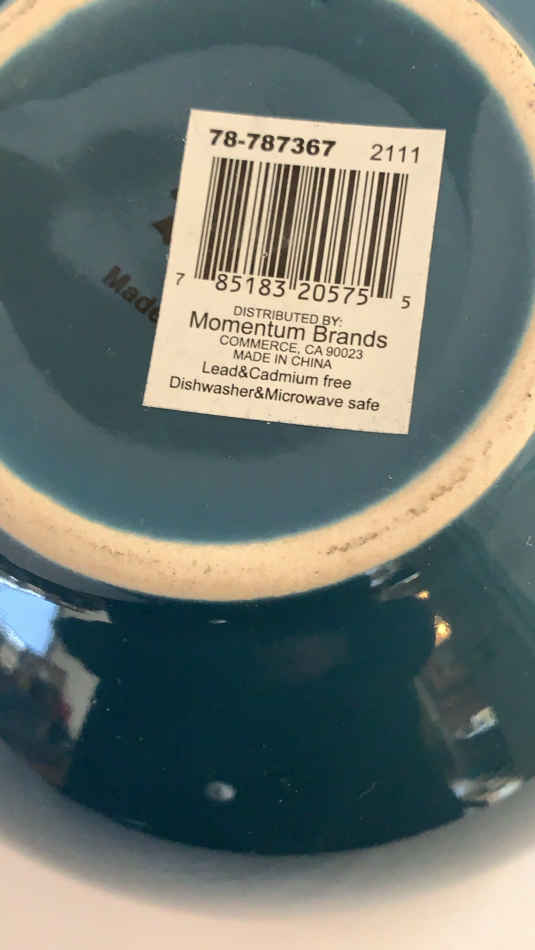 78-787367 2111
7 85183 20575 5
DISTRIBUTED BY:
Momentum Brands
COMMERCE, CA 90023
MADE IN CHINA
Lead&Cadmium free
Dishwasher&Microwave safe
Made